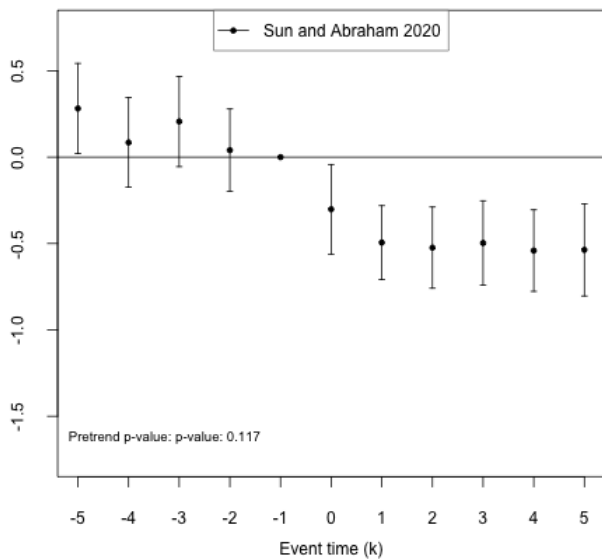 Sun and Abraham 2020
0.5
0.0
-0.5
-1.0
-1.5
Pretrend p-value: p-value: 0.117
-5 -4 -3 -2 -1 0 1 2 3 4 5
Event time (k)